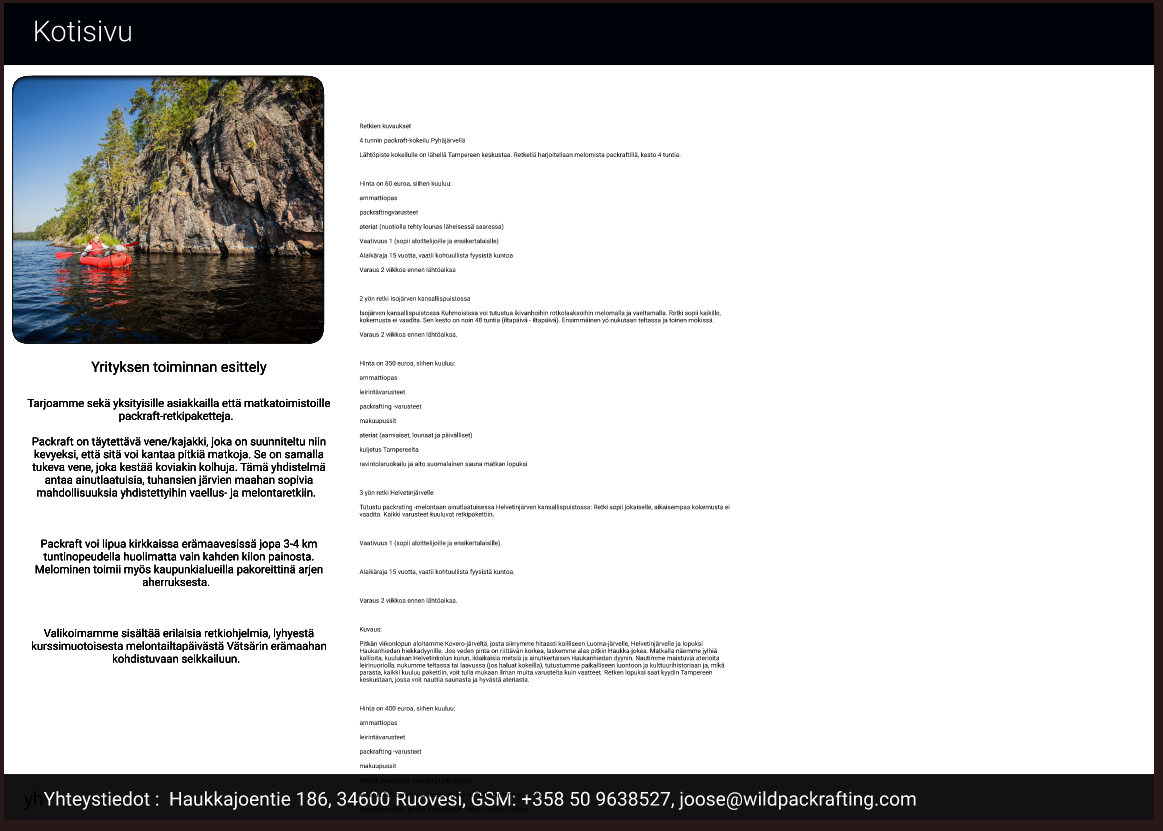 Kotisivu
Yrityksen toiminnan esittely
Tarjoamme sekä yksityisille asiakkailla että matkatoimistoille
packraft-retkipaketteja.
Packraft on täytettävä vene/kajakki, joka on suunniteltu niin
kevyeksi, että sitä voi kantaa pitkiä matkoja. Se on samalla
tukeva vene, joka kestää koviakin kolhuja. Tämä yhdistelmä
antaa ainutlaatuisia, tuhansien järvien maahan sopivia
mahdollisuuksia yhdistettyihin vaellus- ja melontaretkiin.
Packraft voi lipua kirkkaissa erämaavesissä jopa 3-4 km
tuntinopeudella huolimatta vain kahden kilon painosta.
Melominen toimii myös kaupunkialueilla pakoreittinä arjen
aherruksesta.
Valikoimamme sisältää erilaisia retkiohjelmia, lyhyestä
kurssimuotoisesta melontailtapäivästä Vätsärin erämaahan
kohdistuvaan seikkailuun.
Retkien kuvaukset
4 tunnin packraft-kokeilu Pyhäjärvellä
Lähtöpiste kokeilulle on lähellä Tampereen keskustaa. Retkellä harjoitellaan melomista packraftilla, kesto 4 tuntia.
Hinta on 60 euroa, siihen kuuluu:
ammattiopas
packraftingvarusteet
ateriat (nuotiolla tehty lounas läheisessä saaressa)
Vaativuus 1 (sopii aloittelijoille ja ensikertalaisille)
Alaikäraja 15 vuotta, vaatii kohtuullista fyysistä kuntoa
Varaus 2 viikkoa ennen lähtöaikaa
2 yön retki Isojärven kansallispuistossa
Isojärven kansallispuistossa Kuhmoisissa voi tutustua ikivanhoihin rotkolaaksoihin melomalla ja vaeltamalla. Retki sopii kaikille,
kokemusta ei vaadita. Sen kesto on noin 48 tuntia (iltapäivä - iltapäivä). Ensimmäinen yö nukutaan teltassa ja toinen mökissä.
Varaus 2 viikkoa ennen lähtöaikaa.
Hinta on 350 euroa, siihen kuuluu:
ammattiopas
leirintävarusteet
packrafting -varusteet
makuupussit
ateriat (aamiaiset, lounaat ja päivälliset)
kuljetus Tampereelta
ravintolaruokailu ja aito suomalainen sauna matkan lopuksi
3 yön retki Helvetinjärvelle
Tutustu packrating -melontaan ainutlaatuisessa Helvetinjärven kansallispuistossa: Retki sopii jokaiselle, aikaisempaa kokemusta ei
vaadita. Kaikki varusteet kuuluvat retkipakettiin.
Vaativuus 1 (sopii aloittelijoille ja ensikertalaisille).
Alaikäraja 15 vuotta, vaatii kohtuullista fyysistä kuntoa.
Varaus 2 viikkoa ennen lähtöaikaa.
Kuvaus:
Pitkän viikonlopun aloitamme Kovero-järveltä, josta siirrymme hitaasti koilliseen Luoma-järvelle, Helvetinjärvelle ja lopuksi
Haukanhiedan hiekkadyynille. Jos veden pinta on riittävän korkea, laskemme alas pitkin Haukka-jokea. Matkalla näemme jylhiä
kallioita, kuuluisan Helvetinkolun kurun, ikiaikaisia metsiä ja ainutkertaisen Haukanhiedan dyynin. Nautimme maistuvia aterioita
leirinuoriolla, nukumme teltassa tai laavussa (jos haluat kokeilla), tutustumme paikalliseen luontoon ja kulttuurihistoriaan ja, mikä
parasta, kaikki kuuluu pakettiin, voit tulla mukaan ilman muita varusteita kuin vaatteet. Retken lopuksi saat kyydin Tampereen
keskustaan, jossa voit nauttia saunasta ja hyvästä ateriasta.
Hinta on 400 euroa, siihen kuuluu:
ammattiopas
leirintävarusteet
packrafting -varusteet
makuupussit
yh
Yhteystiedot : Haukkajoentie 186, 34600 Ruovesi, GSM: +358 50 9638527, joose@wildpackrafting.com